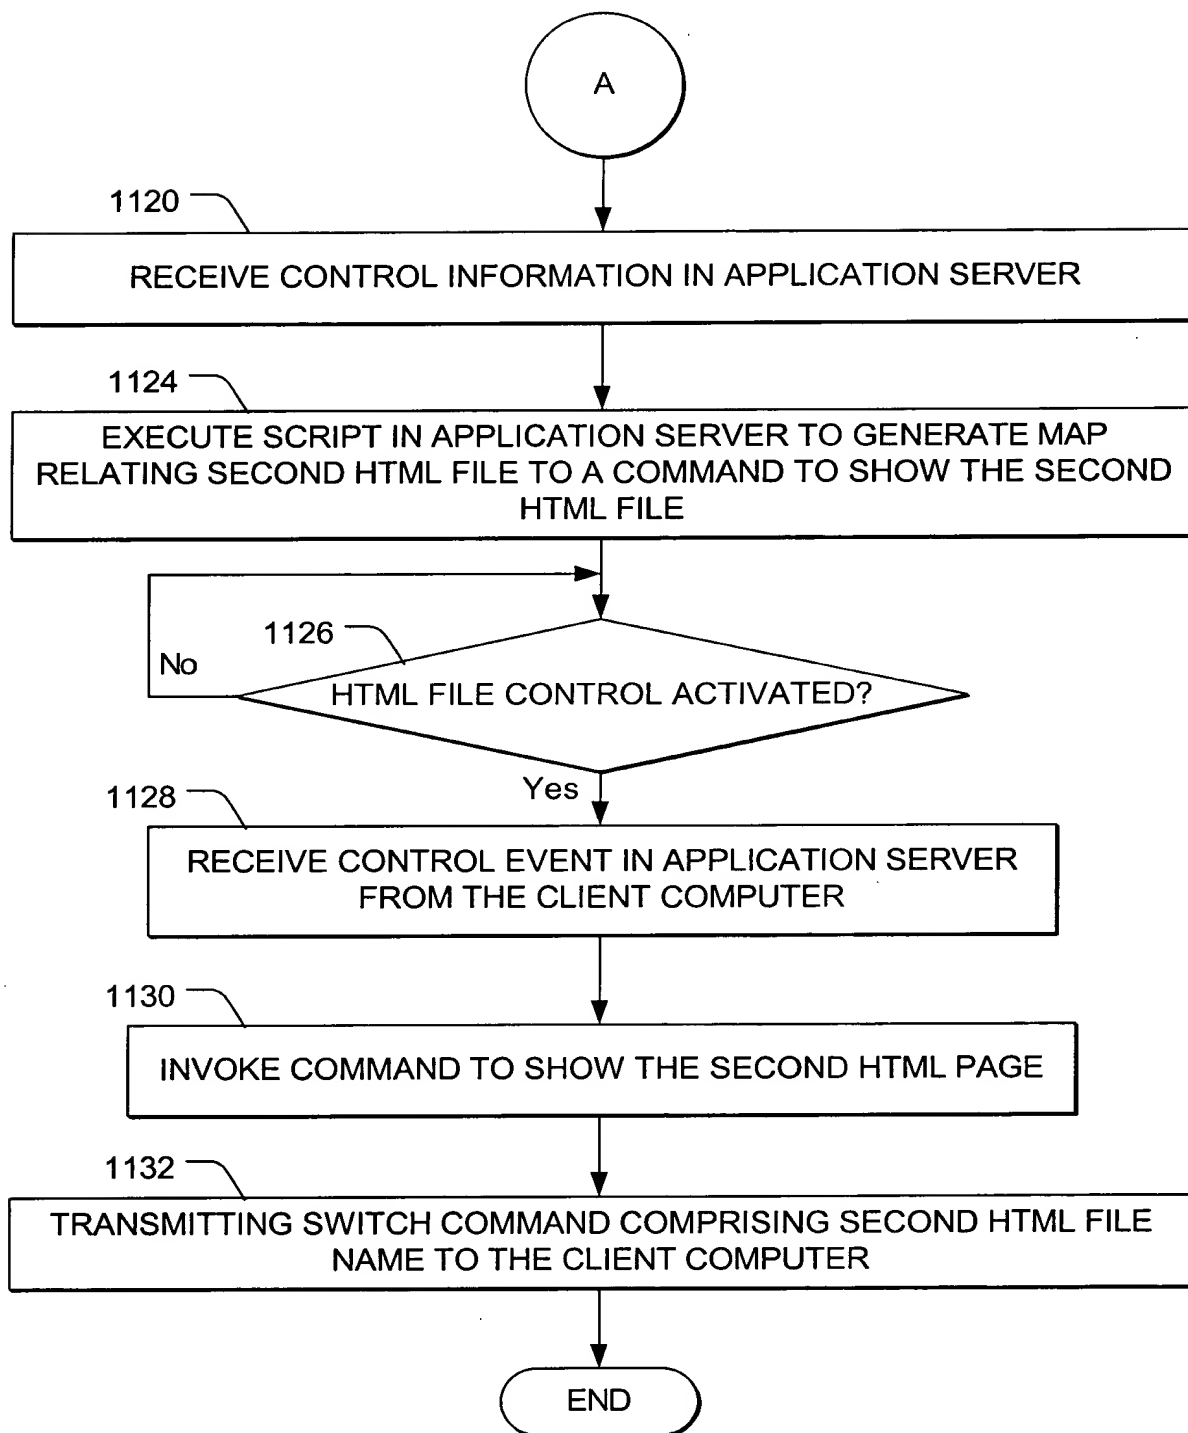 A
1120
RECEIVE CONTROL INFORMATION IN APPLICATION SERVER
1124
EXECUTE SCRIPT IN APPLICATION SERVER TO GENERATE MAP
RELATING SECOND HTML FILE TO A COMMAND TO SHOW THE SECOND
HTML FILE
1126
No
HTML FILE CONTROL ACTIVATED?
Yes
1128
RECEIVE CONTROL EVENT IN APPLICATION SERVER
FROM THE CLIENT COMPUTER
1130
INVOKE COMMAND TO SHOW THE SECOND HTML PAGE
1132
TRANSMITTING SWITCH COMMAND COMPRISING SECOND HTML FILE
NAME TO THE CLIENT COMPUTER
END